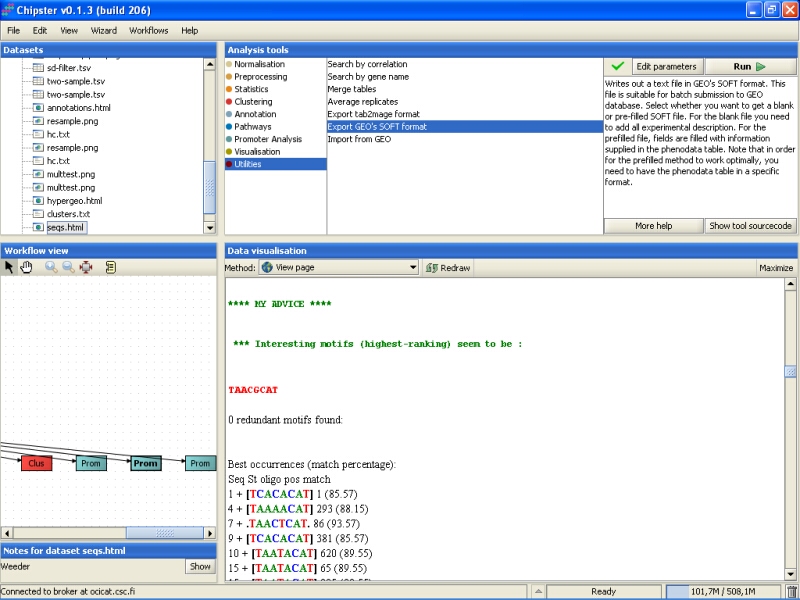 Chipster v0.1.3 (build 206)
File Edit View Wizard Workflows Help
Datasets
sd-filter.tsv
two-sample.tsv
two-sample.tsv
annotations.html
resample.png
hc.txt
resample.png
hc.txt
multtest.png
multtest.png
hypergeo.html
clusters.txt
seqs.html
Analysis tools
Normalisation
Preprocessing
Statistics
Clustering
Annotation
Pathways
Promoter Analysis
Visualisation
Utilities
Search by correlation
Search by gene name
Merge tables
Average replicates
Export tab2mage format
Export GEO's SOFT format
Import from GEO
Edit parameters Run
Writes out a text file in GEO's SOFT format. This
file is suitable for batch submission to GEO
database. Select whether you want to get a blank
or pre-filled SOFT file. For the blank file you need
to add all experimental description. For the
prefilled file, fields are filled with information
supplied in the phenodata table. Note that in order
for the prefilled method to work optimally, you
need to have the phenodata table in a specific
format.
More help Show tool sourcecode
Workflow view
Clus Prom Prom Prom
Notes for dataset seqs.html
Weeder Show
Data visualisation
Method: View page Redraw Maximize
**** MY ADVICE ****
*** Interesting motifs (highest-ranking) seem to be :
TAACGCAT
0 redundant motifs found:
Best occurrences (match percentage):
Seq St oligo pos match
1 + [TCACACAT] 1 (85.57)
4 + [TAAAACAT] 293 (88.15)
7 + .TAACTCAT. 86 (93.57)
9 + [TCACACAT] 381 (85.57)
10 + [TAATACAT] 620 (89.55)
15 + [TAATACAT] 65 (89.55)
Connected to broker at ocicat.csc.fi Ready 101,7M / 508,1M